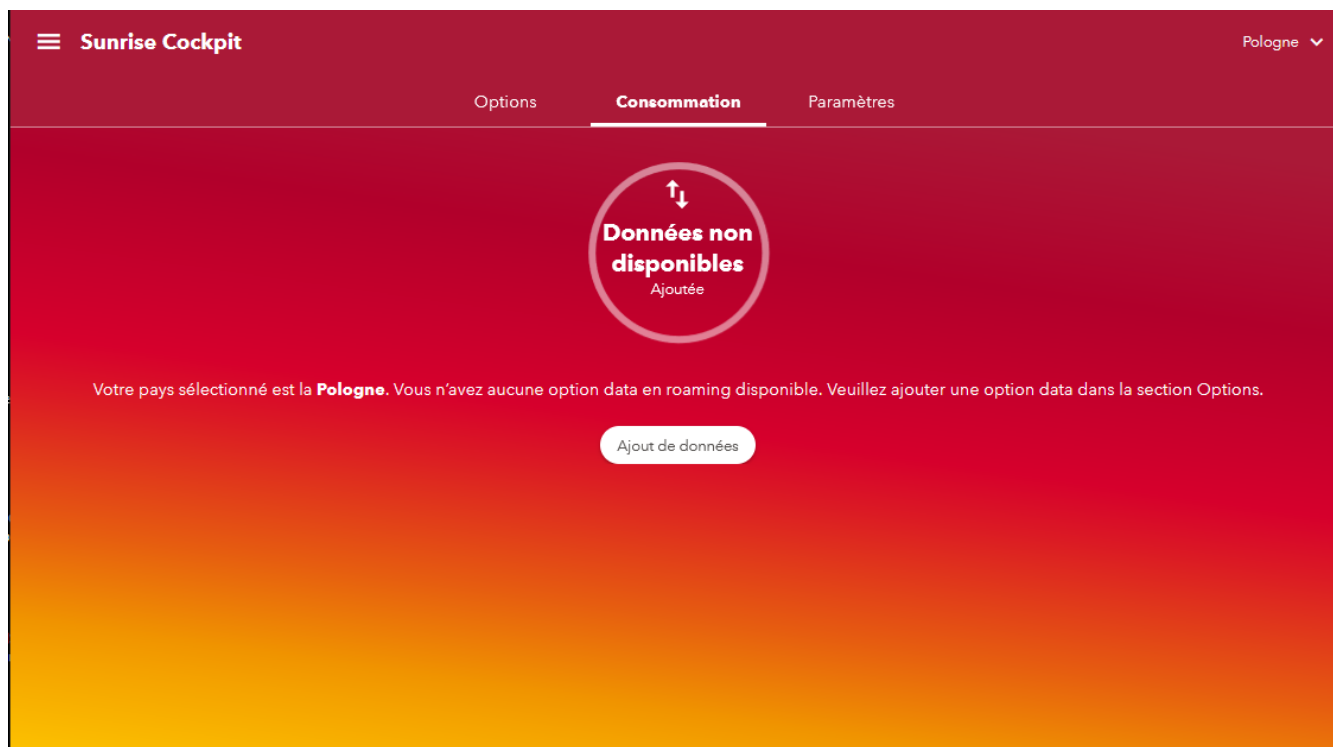 Sunrise Cockpit
Pologne
Options
Consommation
Paramètres
Données non
disponibles
Ajoutée
Votre pays sélectionné est la Pologne. Vous n'avez aucune option data en roaming disponible. Veuillez ajouter une option data dans la section Options.
Ajout de données